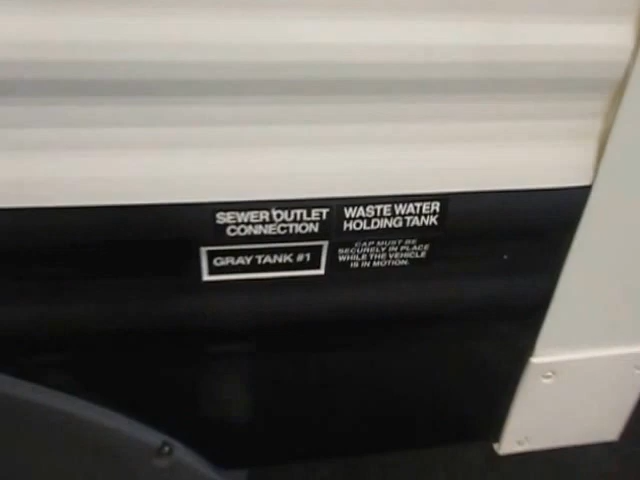 SEWER OUTLET
CONNECTION
GRAY TANK #1
WASTE WATER
HOLDING TANK
CAP MUST BE
SECURELY IN PLACE
WHILE THE VEHICLE
IS IN MOTION.